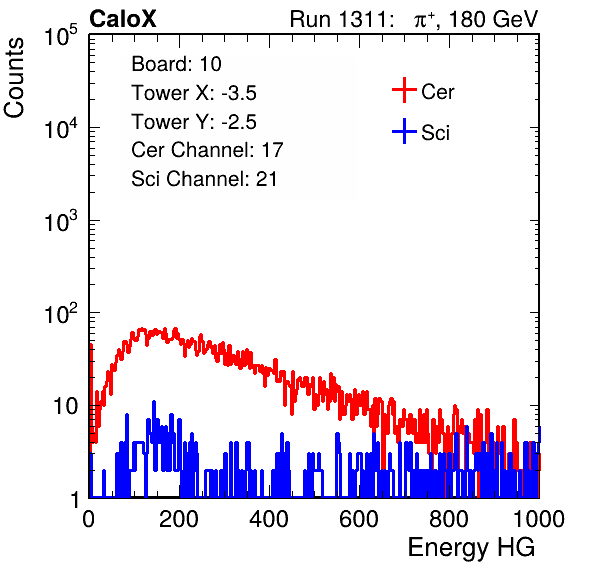 CaloX Run 1311: π⁺, 180 GeV
Counts
10⁵
10⁴
10³
10²
10
1
Board: 10
Tower X: -3.5
Tower Y: -2.5
Cer Channel: 17
Sci Channel: 21
Cer
Sci
0 200 400 600 800 1000
Energy HG